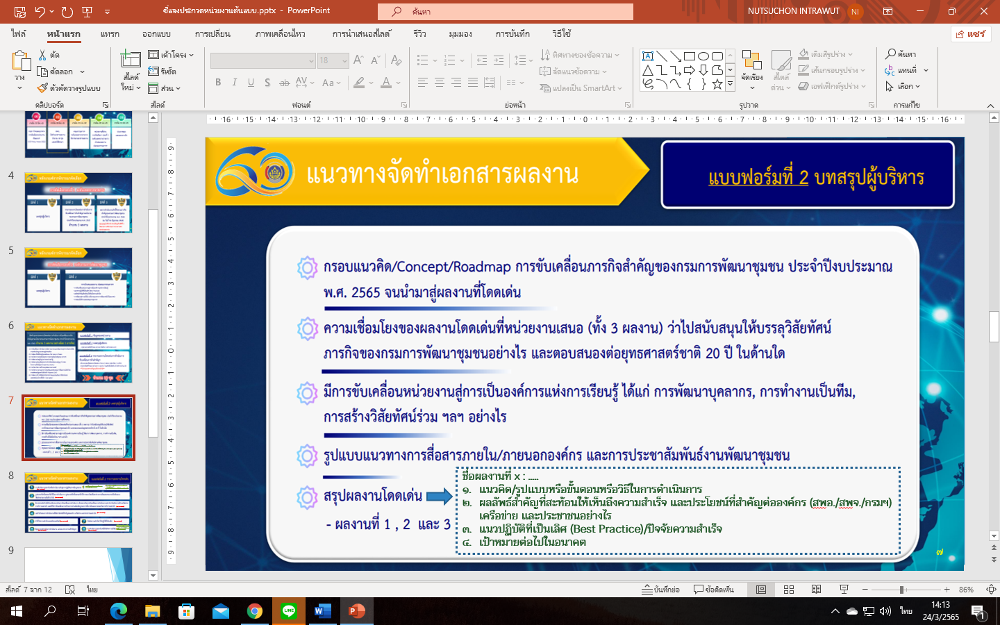 ชี้แจงประกวดหน่วยงานต้นแบบ.pptx - PowerPoint
ค้นหา
NUTSUCHON INTRAWUT
NI
ไฟล์ หน้าแรก แทรก ออกแบบ การเปลี่ยน ภาพเคลื่อนไหว การนำเสนอสไลด์ รีวิว มุมมอง การบันทึก วิธีใช้
แชร์
วาง
ตัด
คัดลอก
ตัวคัดวางรูปแบบ
คลิปบอร์ด
สไลด์ใหม่
เค้าโครง
รีเซ็ต
ส่วน
สไลด์
18
B I U S ab AV Aa
ฟอนต์
ทิศทางของข้อความ
จัดแนวข้อความ
แปลงเป็น SmartArt
ย่อหน้า
จัดเรียง
สไตล์ด่วน
เติมสีรูปร่าง
เส้นกรอบรูปร่าง
เอฟเฟ็กต์รูปร่าง
รูปวาด
ค้นหา
แทนที่
เลือก
การแก้ไข
16 15 14 13 12 11 10 9 8 7 6 5 4 3 2 1 0 1 2 3 4 5 6 7 8 9 10 11 12 13 14 15 16
4
5
6
7
8
9
แนวทางจัดทำเอกสารผลงาน
แบบฟอร์มที่ 2 บทสรุปผู้บริหาร
กรอบแนวคิด/Concept/Roadmap การขับเคลื่อนภารกิจสำคัญของกรมการพัฒนาชุมชน ประจำปีงบประมาณ
พ.ศ. 2565 จนนำมาสู่ผลงานที่โดดเด่น
ความเชื่อมโยงของผลงานโดดเด่นที่หน่วยงานเสนอ (ทั้ง 3 ผลงาน) ว่าไปสนับสนุนให้บรรลุวิสัยทัศน์
ภารกิจของกรมการพัฒนาชุมชนอย่างไร และตอบสนองต่อยุทธศาสตร์ชาติ 20 ปี ในด้านใด
มีการขับเคลื่อนหน่วยงานสู่การเป็นองค์การแห่งการเรียนรู้ ได้แก่ การพัฒนาบุคลากร, การทำงานเป็นทีม,
การสร้างวิสัยทัศน์ร่วม ฯลฯ อย่างไร
รูปแบบแนวทางการสื่อสารภายใน/ภายนอกองค์กร และการประชาสัมพันธ์งานพัฒนาชุมชน
สรุปผลงานโดดเด่น
- ผลงานที่ 1 , 2 และ 3
ชื่อผลงานที่ x : .....
๑. แนวคิด/รูปแบบหรือขั้นตอนหรือวิธีในการดำเนินการ
๒. ผลลัพธ์สำคัญที่สะท้อนให้เห็นถึงความสำเร็จ และประโยชน์ที่สำคัญต่อองค์กร (สพอ./สพจ./กรมฯ)
เครือข่าย และประชาชนอย่างไร
๓. แนวปฏิบัติที่เป็นเลิศ (Best Practice)/ปัจจัยความสำเร็จ
๔. เป้าหมายต่อไปในอนาคต
๗
สไลด์ 7 จาก 12
ไทย
บันทึกย่อ
ข้อคิดเห็น
86%
ไทย
14:13
24/3/2565
1